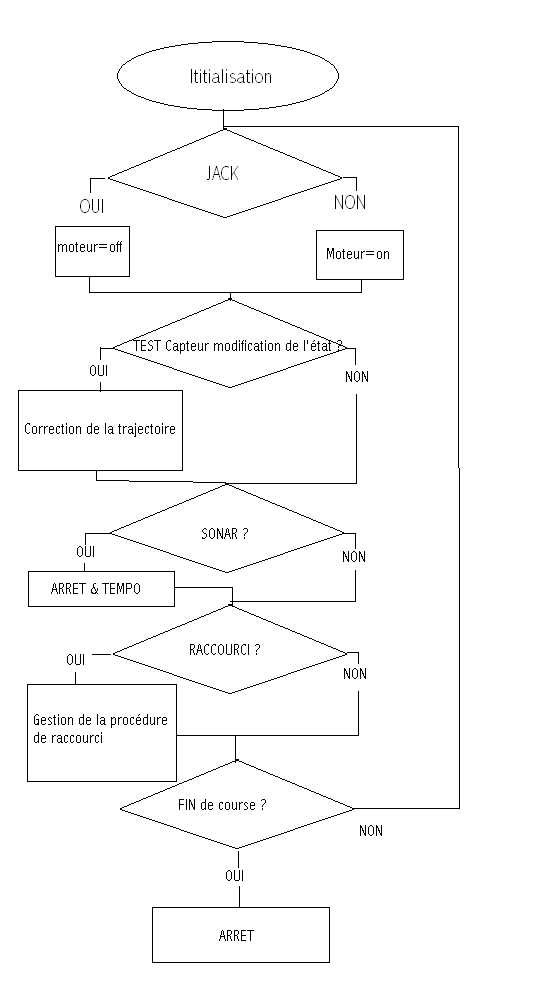 Ititialisation
JACK
OUI
NON
moteur=off
Moteur=on
TEST Capteur modification de l'état ?
OUI
NON
Correction de la trajectoire
SONAR ?
OUI
NON
ARRET & TEMPO
RACCOURCI ?
OUI
NON
Gestion de la procédure
de raccourci
FIN de course ?
NON
OUI
ARRET